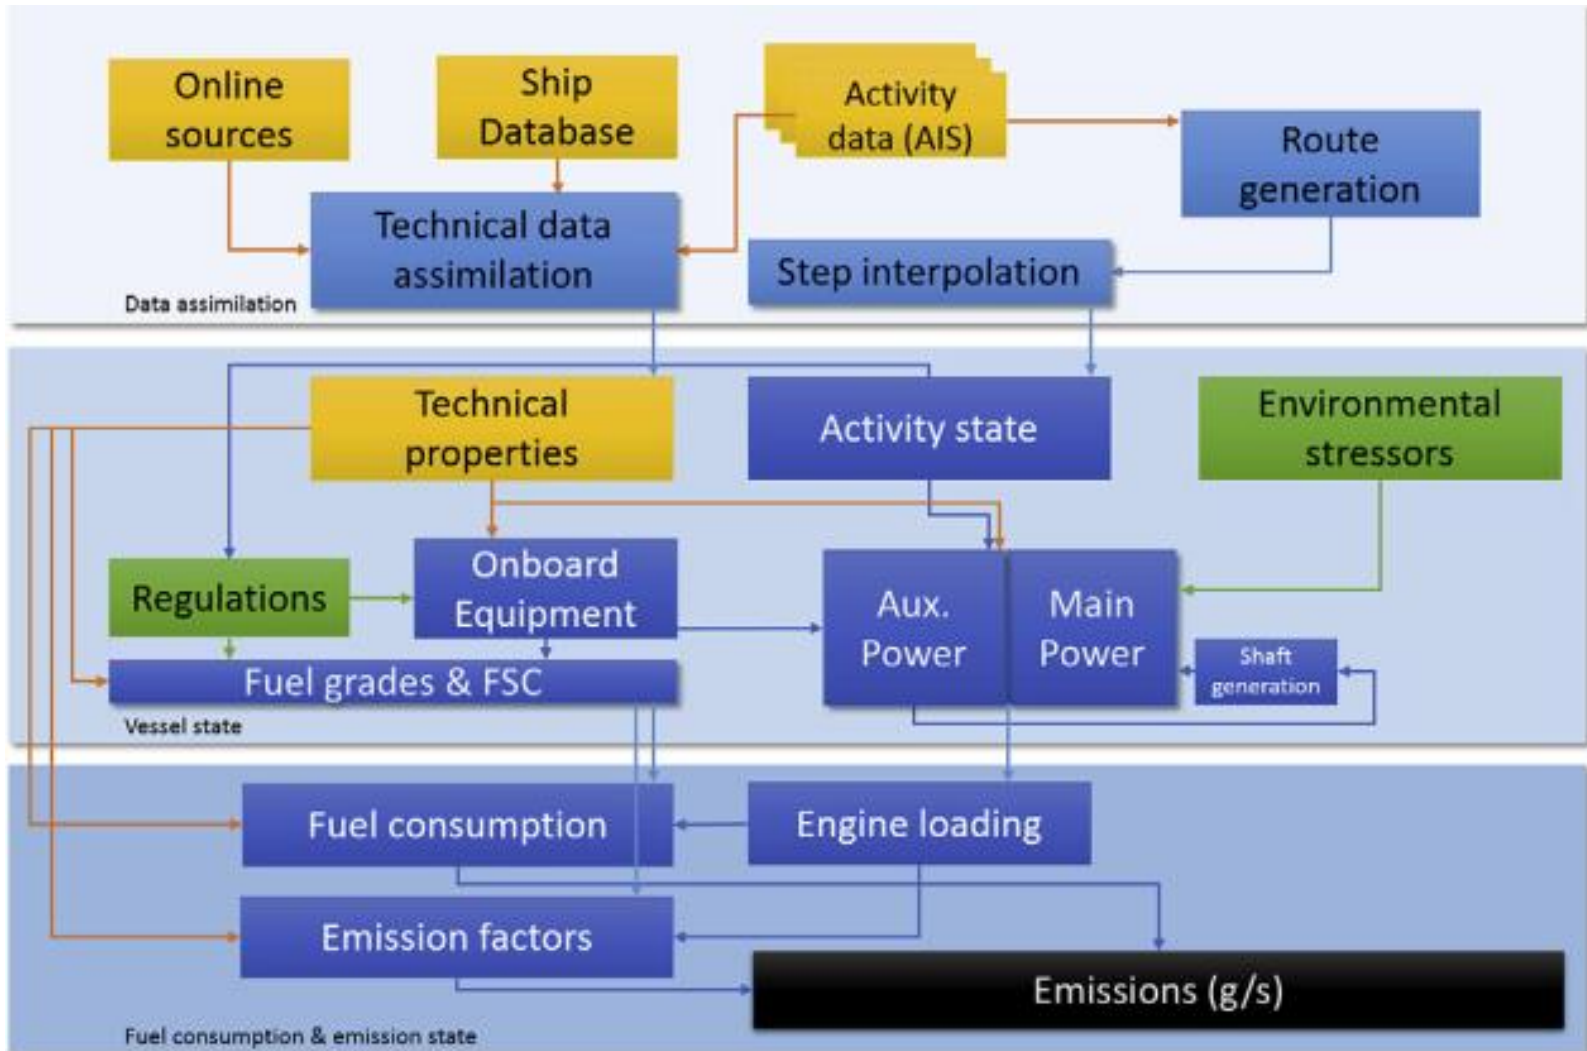 Online
sources
Ship
Database
Activity
data (AIS)
Route
generation
Technical data
assimilation
Step interpolation
Data assimilation
Technical
properties
Activity state
Environmental
stressors
Regulations
Onboard
Equipment
Aux.
Power
Main
Power
Shaft
generation
Fuel grades & FSC
Vessel state
Fuel consumption
Engine loading
Emission factors
Emissions (g/s)
Fuel consumption & emission state